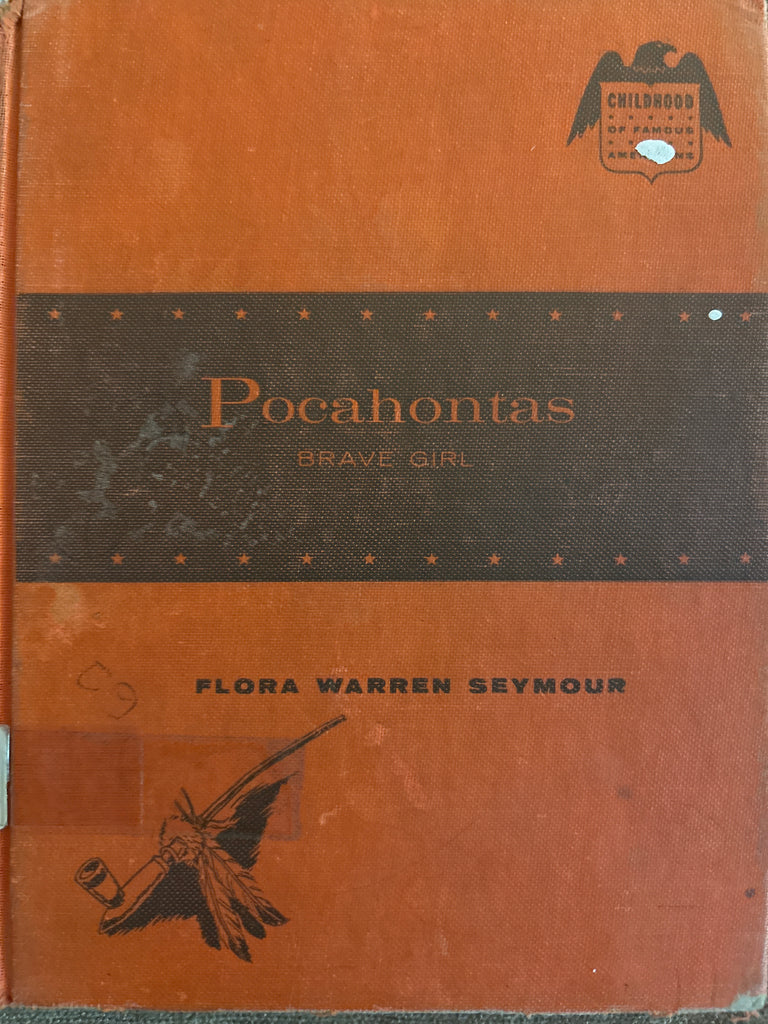 CHILDHOOD
OF FAMOUS
Pocahontas
BRAVE GIRL
FLORA WARREN SEYMOUR